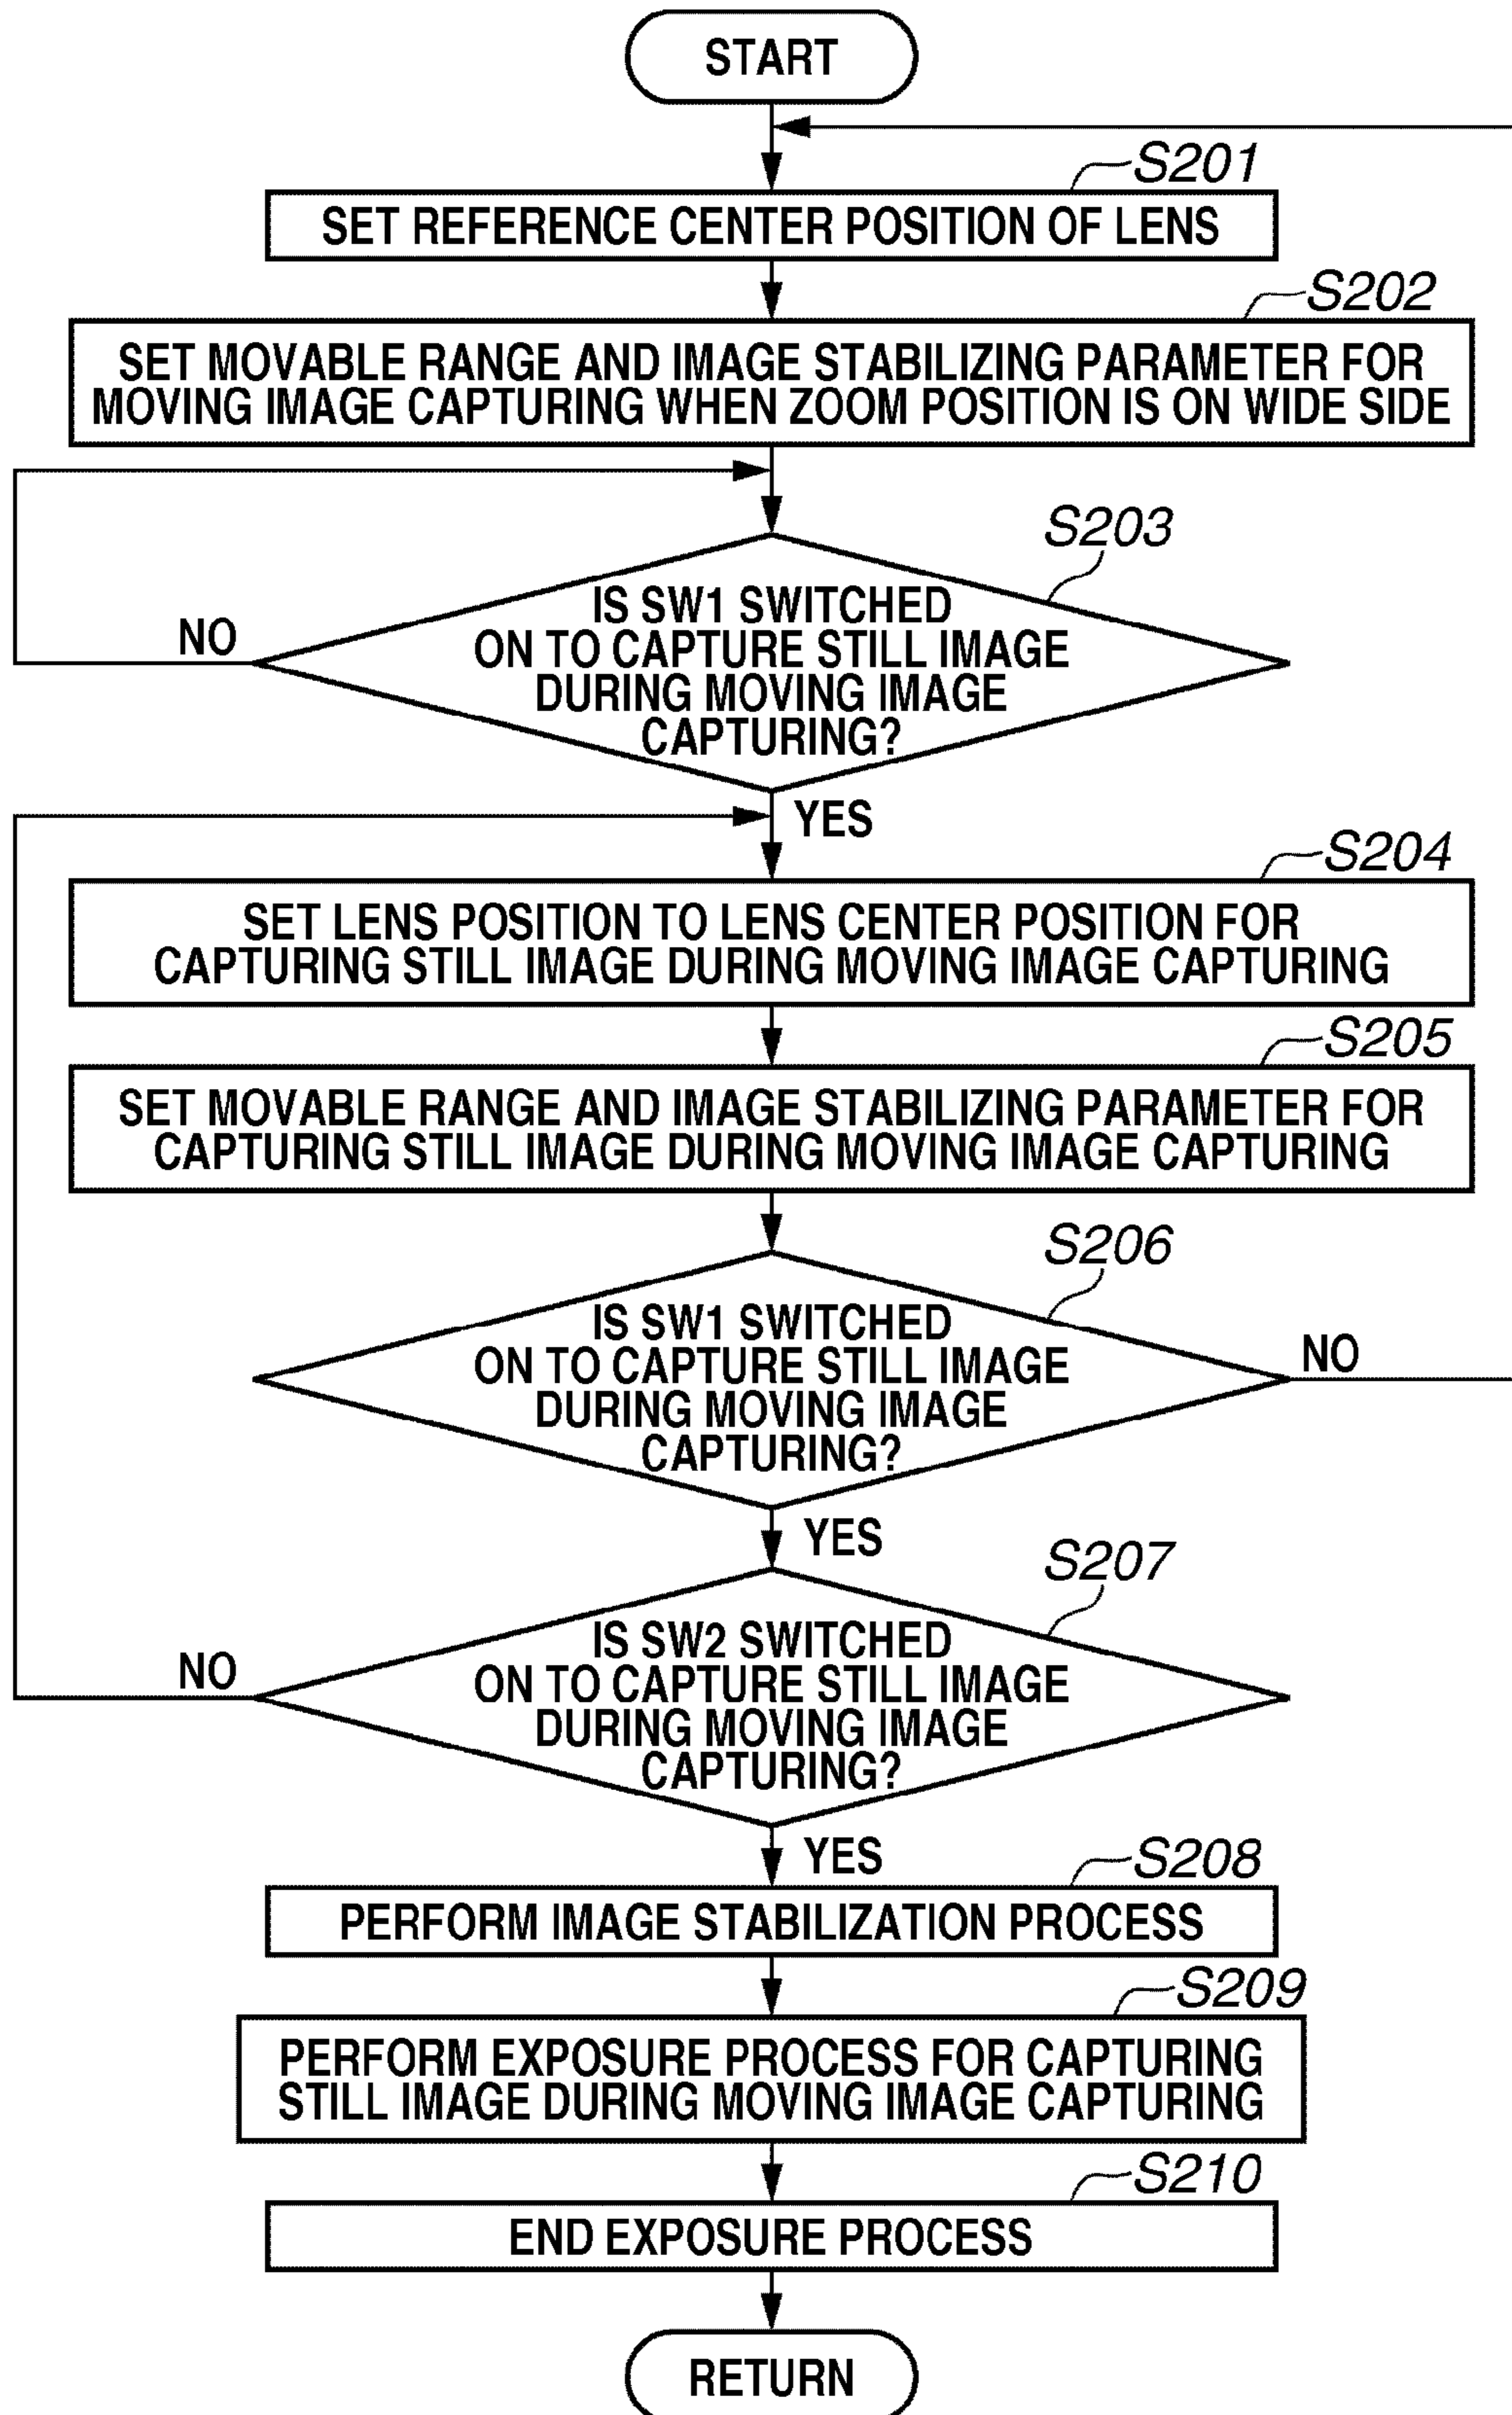 START
S201
SET REFERENCE CENTER POSITION OF LENS
S202
SET MOVABLE RANGE AND IMAGE STABILIZING PARAMETER FOR
MOVING IMAGE CAPTURING WHEN ZOOM POSITION IS ON WIDE SIDE
S203
IS SW1 SWITCHED
ON TO CAPTURE STILL IMAGE
DURING MOVING IMAGE
CAPTURING?
NO
YES
S204
SET LENS POSITION TO LENS CENTER POSITION FOR
CAPTURING STILL IMAGE DURING MOVING IMAGE CAPTURING
S205
SET MOVABLE RANGE AND IMAGE STABILIZING PARAMETER FOR
CAPTURING STILL IMAGE DURING MOVING IMAGE CAPTURING
S206
IS SW1 SWITCHED
ON TO CAPTURE STILL IMAGE
DURING MOVING IMAGE
CAPTURING?
NO
YES
S207
IS SW2 SWITCHED
ON TO CAPTURE STILL IMAGE
DURING MOVING IMAGE
CAPTURING?
NO
YES
S208
PERFORM IMAGE STABILIZATION PROCESS
S209
PERFORM EXPOSURE PROCESS FOR CAPTURING
STILL IMAGE DURING MOVING IMAGE CAPTURING
S210
END EXPOSURE PROCESS
RETURN